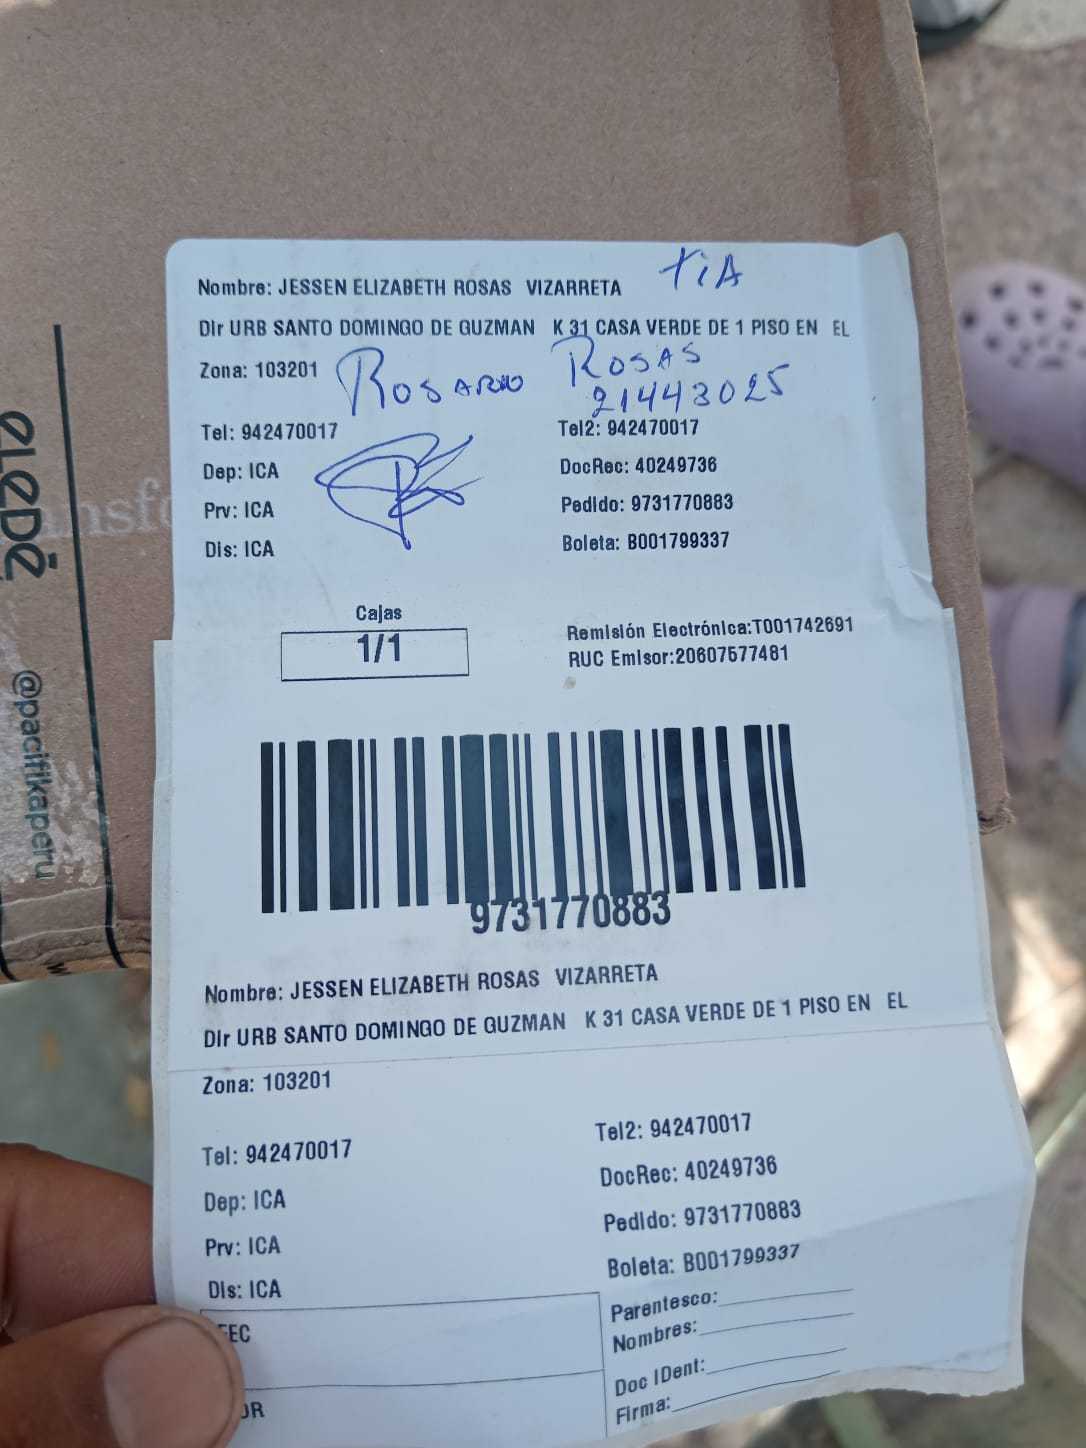 Nombre: JESSEN ELIZABETH ROSAS VIZARRETA TIA
Dir URB SANTO DOMINGO DE GUZMAN K 31 CASA VERDE DE 1 PISO EN EL
Zona: 103201 ROSARIO ROSAS
21443025
Tel: 942470017 Tel2: 942470017
Dep: ICA DocRec: 40249736
Prv: ICA Pedido: 9731770883
Dis: ICA Boleta: B001799337
Cajas
1/1
Remisión Electrónica:T001742691
RUC Emisor:20607577481
9731770883
Nombre: JESSEN ELIZABETH ROSAS VIZARRETA
Dir URB SANTO DOMINGO DE GUZMAN K 31 CASA VERDE DE 1 PISO EN EL
Zona: 103201
Tel: 942470017 Tel2: 942470017
Dep: ICA DocRec: 40249736
Prv: ICA Pedido: 9731770883
Dis: ICA Boleta: B001799337
Parentesco:
Nombres:
Doc IDent:
Firma:
@pacifikaperu